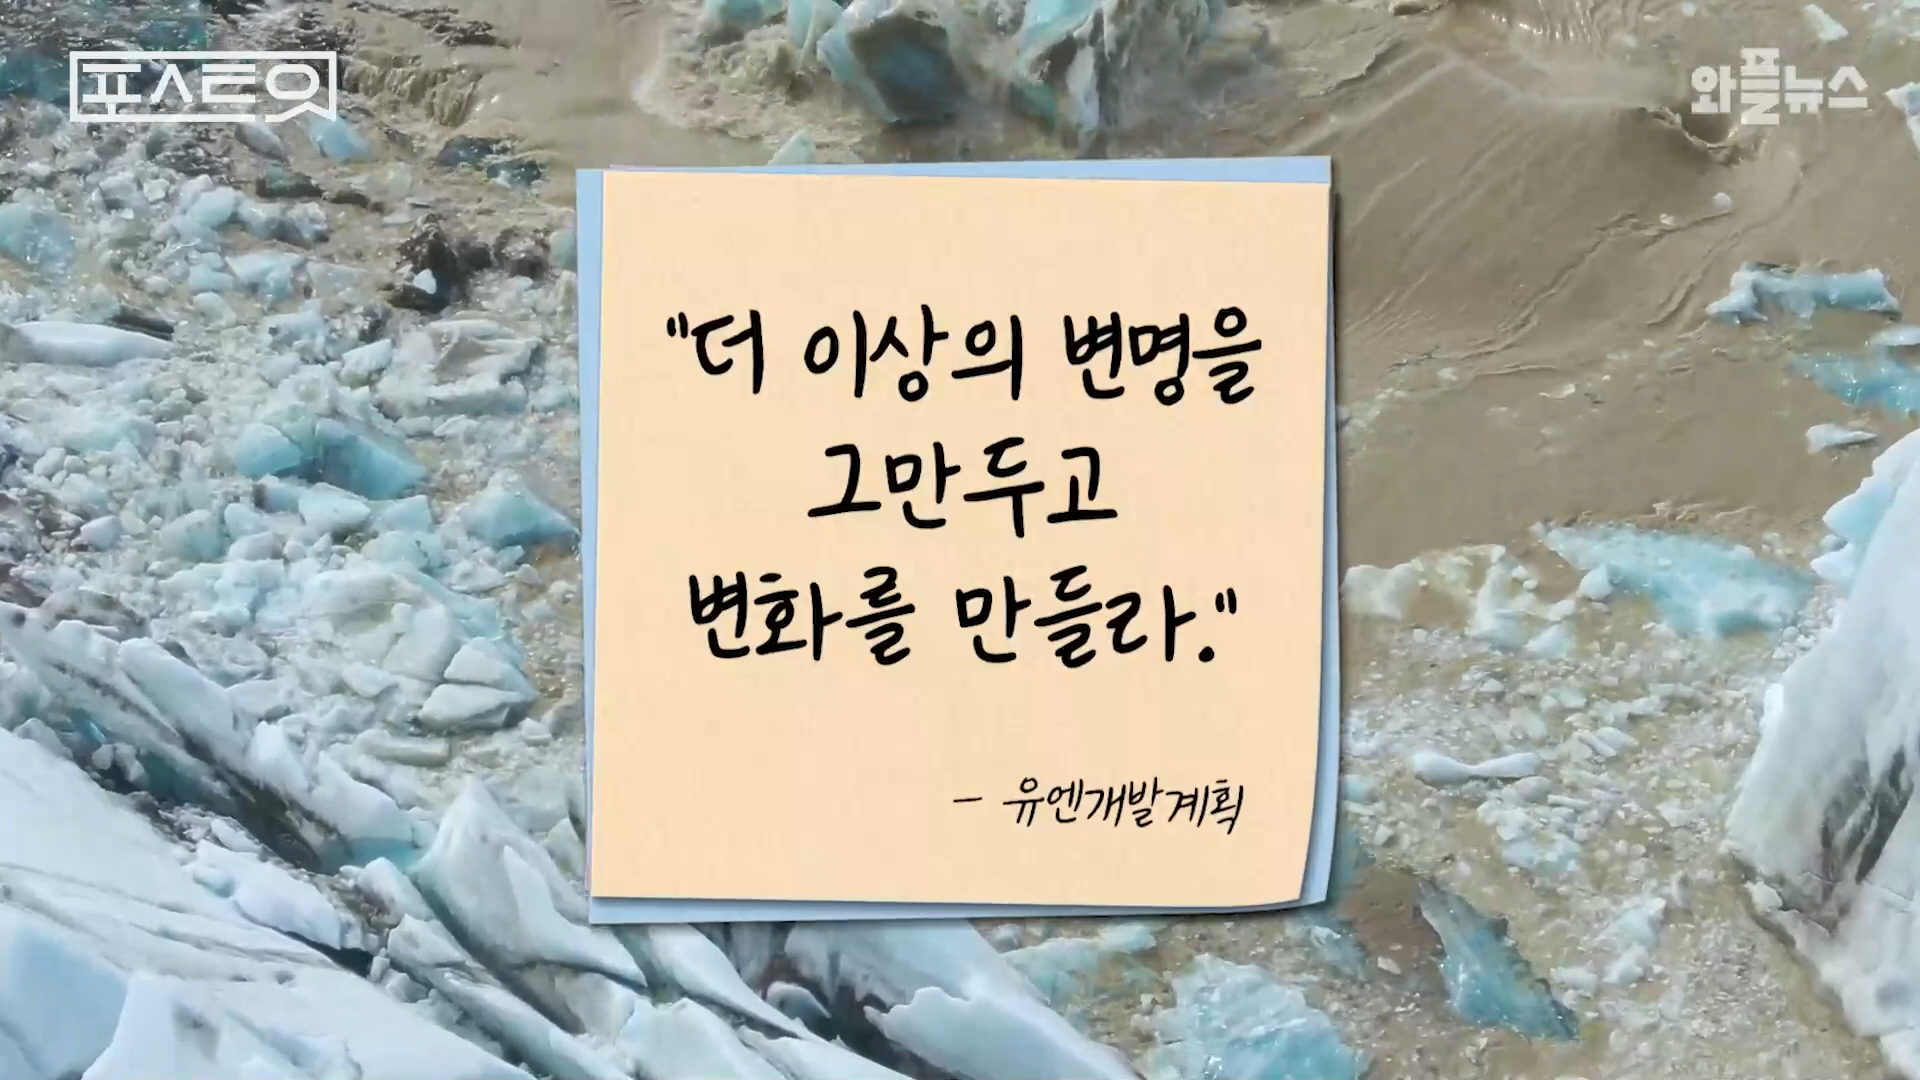 포스트잇
와플뉴스
"더 이상의 변명을
그만두고
변화를 만들라."
- 유엔개발계획